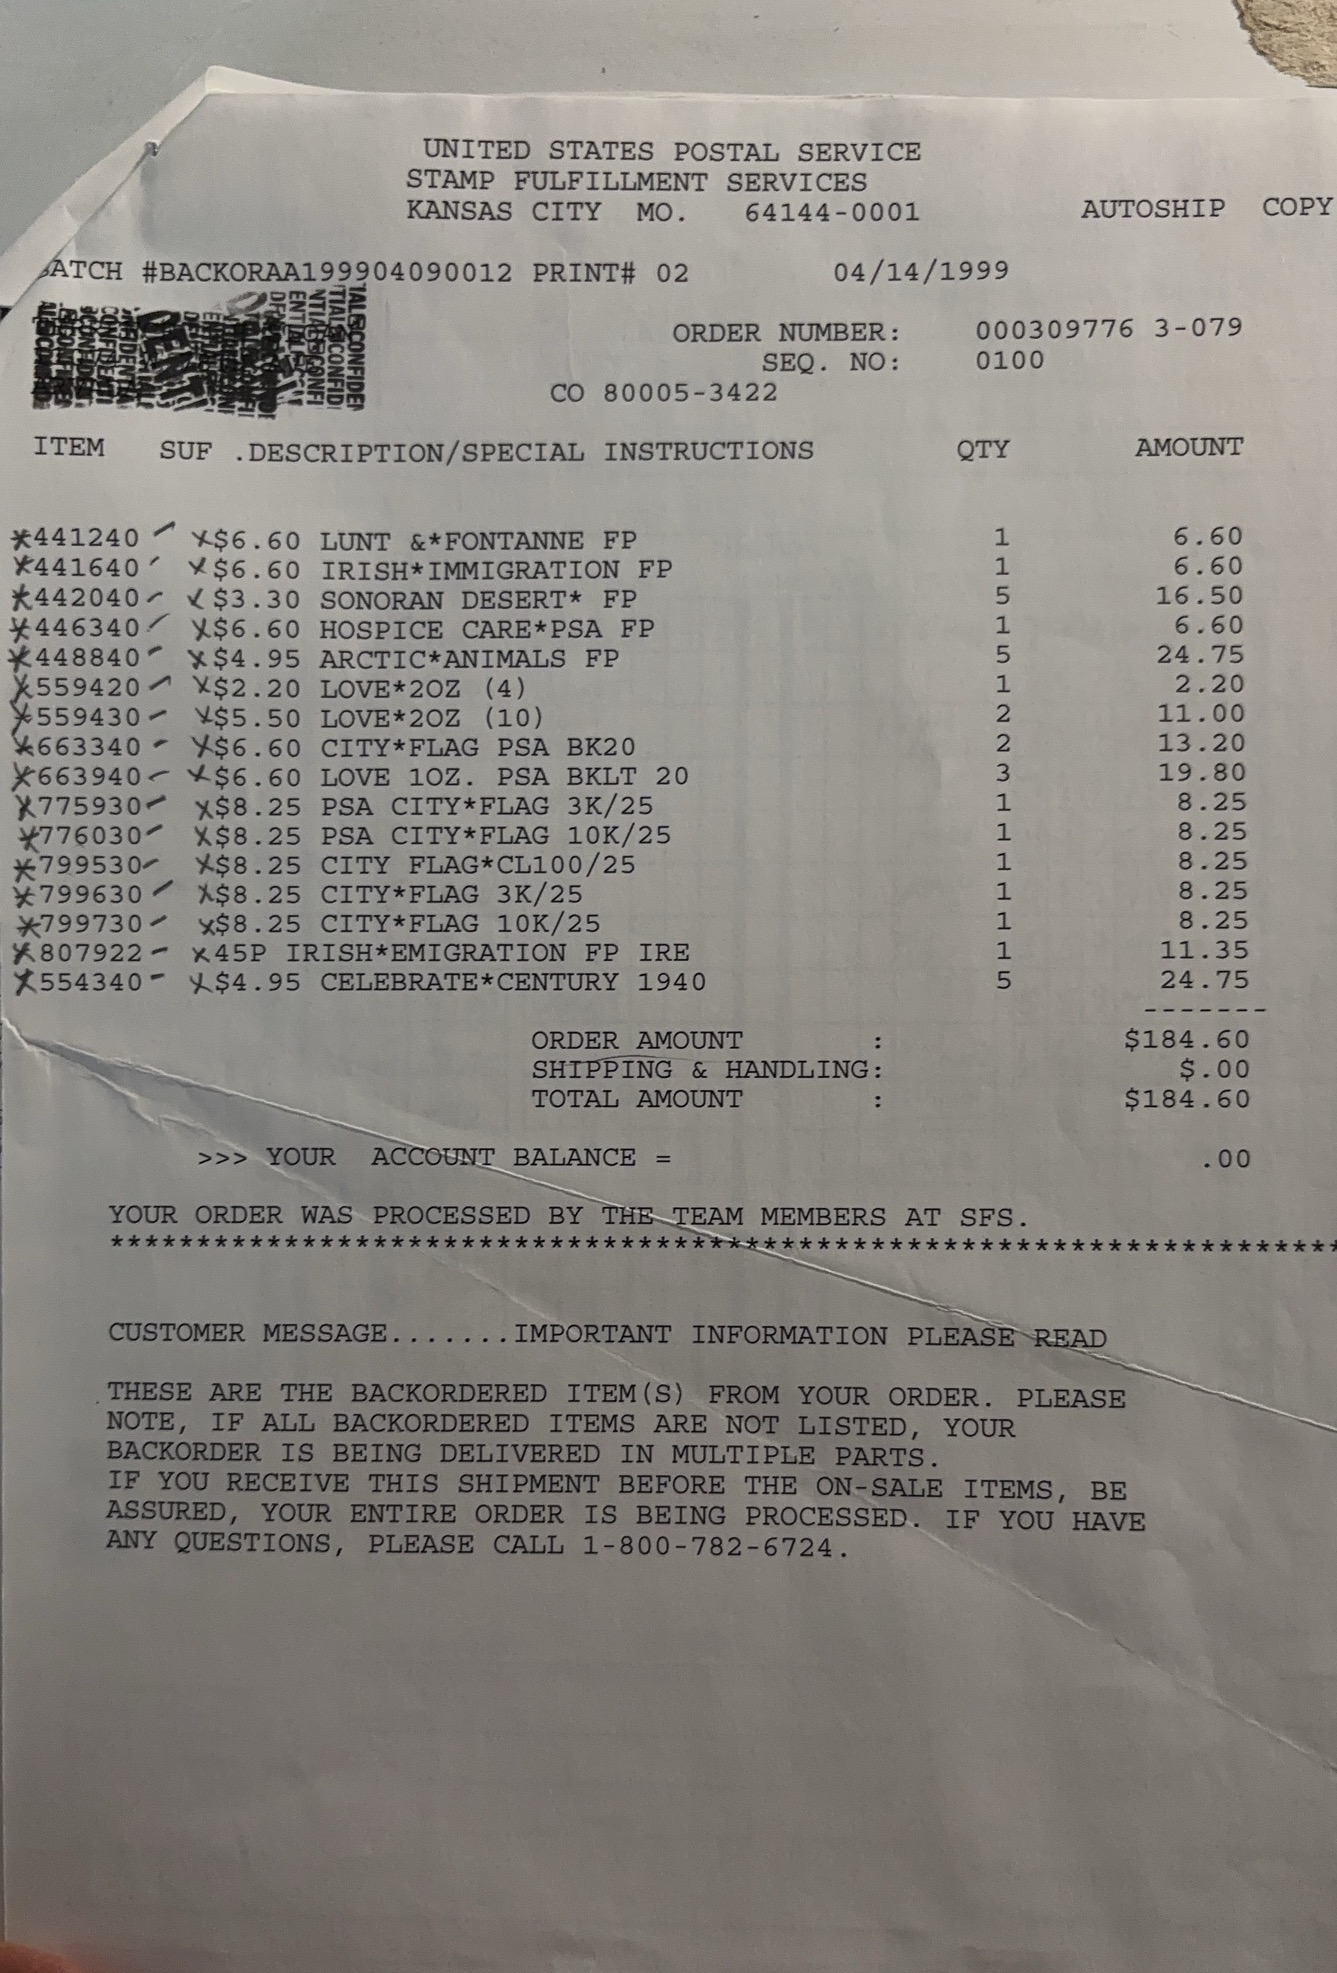 UNITED STATES POSTAL SERVICE
STAMP FULFILLMENT SERVICES
KANSAS CITY MO. 64144-0001 AUTOSHIP COPY
BATCH #BACKORAA199904090012 PRINT# 02 04/14/1999
ORDER NUMBER: 000309776 3-079
SEQ. NO: 0100
CO 80005-3422
ITEM SUF .DESCRIPTION/SPECIAL INSTRUCTIONS QTY AMOUNT
*441240 - x$6.60 LUNT &*FONTANNE FP 1 6.60
*441640 - x$6.60 IRISH*IMMIGRATION FP 1 6.60
*442040 - x$3.30 SONORAN DESERT* FP 5 16.50
*446340 - x$6.60 HOSPICE CARE*PSA FP 1 6.60
*448840 - x$4.95 ARCTIC*ANIMALS FP 5 24.75
*559420 - x$2.20 LOVE*2OZ (4) 1 2.20
*559430 - x$5.50 LOVE*2OZ (10) 2 11.00
*663340 - x$6.60 CITY*FLAG PSA BK20 2 13.20
*663940 - x$6.60 LOVE 1OZ. PSA BKLT 20 3 19.80
*775930 - x$8.25 PSA CITY*FLAG 3K/25 1 8.25
*776030 - x$8.25 PSA CITY*FLAG 10K/25 1 8.25
*799530 - x$8.25 CITY FLAG*CL100/25 1 8.25
*799630 - x$8.25 CITY*FLAG 3K/25 1 8.25
*799730 - x$8.25 CITY*FLAG 10K/25 1 8.25
*807922 - x45P IRISH*EMIGRATION FP IRE 1 11.35
*554340 - x$4.95 CELEBRATE*CENTURY 1940 5 24.75
-------
ORDER AMOUNT : $184.60
SHIPPING & HANDLING: $.00
TOTAL AMOUNT : $184.60
>>> YOUR ACCOUNT BALANCE = .00
YOUR ORDER WAS PROCESSED BY THE TEAM MEMBERS AT SFS.
**********************************************************************
CUSTOMER MESSAGE.......IMPORTANT INFORMATION PLEASE READ
THESE ARE THE BACKORDERED ITEM(S) FROM YOUR ORDER. PLEASE
NOTE, IF ALL BACKORDERED ITEMS ARE NOT LISTED, YOUR
BACKORDER IS BEING DELIVERED IN MULTIPLE PARTS.
IF YOU RECEIVE THIS SHIPMENT BEFORE THE ON-SALE ITEMS, BE
ASSURED, YOUR ENTIRE ORDER IS BEING PROCESSED. IF YOU HAVE
ANY QUESTIONS, PLEASE CALL 1-800-782-6724.